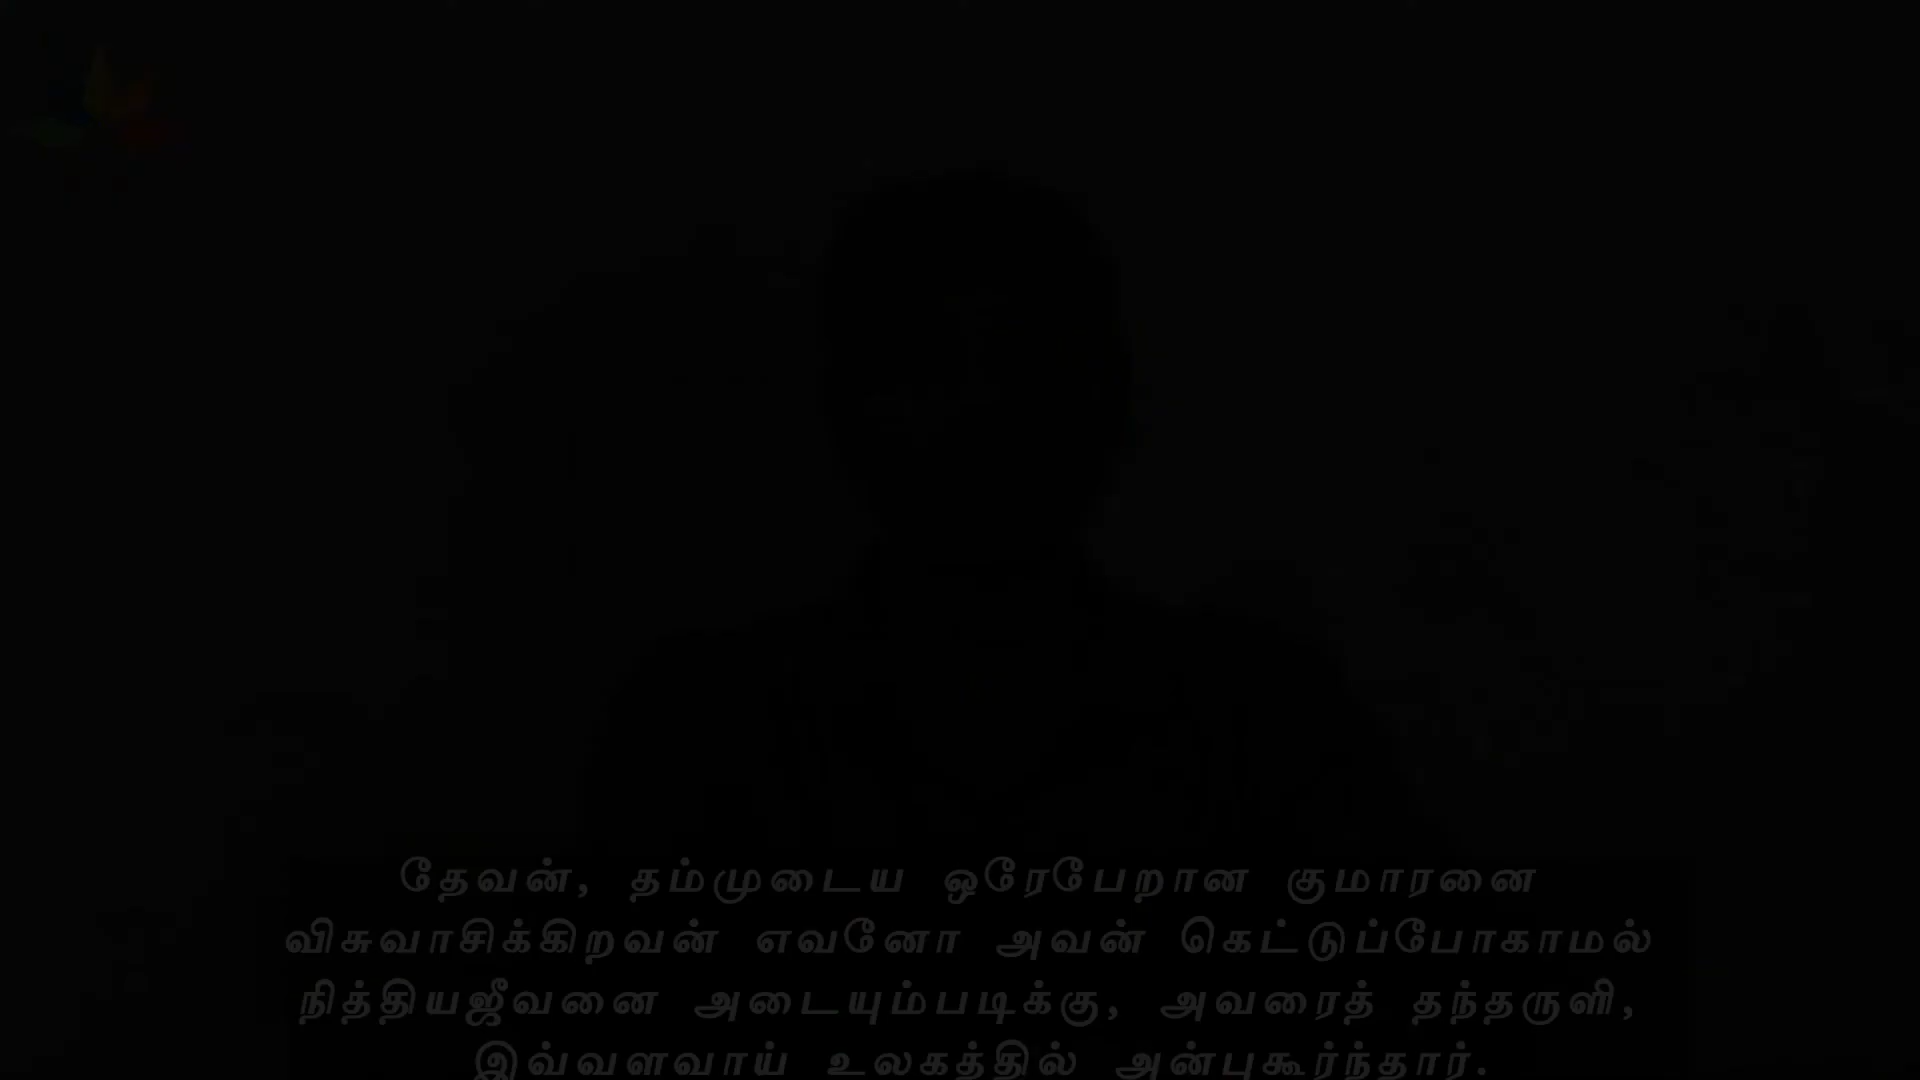 தேவன், தம்முடைய ஒரேபேறான குமாரனை
விசுவாசிக்கிறவன் எவனோ அவன் கெட்டுப்போகாமல்
நித்தியஜீவனை அடையும்படிக்கு, அவரைத் தந்தருளி,
இவ்வளவாய் உலகத்தில் அன்புகூர்ந்தார்.